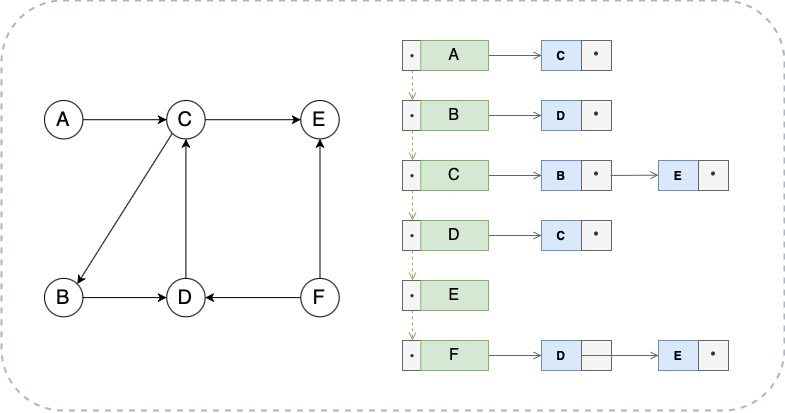 A C E
B D F
A C
B D
C B E
D C
E
F D E